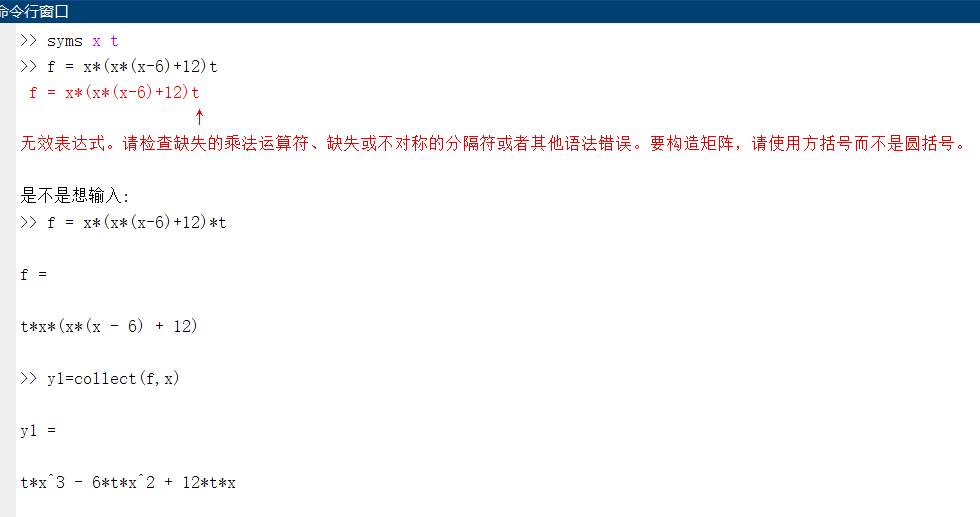 命令行窗口
>> syms x t
>> f = x*(x*(x-6)+12)t
f = x*(x*(x-6)+12)t
↑
无效表达式。请检查缺失的乘法运算符、缺失或不对称的分隔符或者其他语法错误。要构造矩阵，请使用方括号而不是圆括号。
是不是想输入:
>> f = x*(x*(x-6)+12)*t
f =
t*x*(x*(x - 6) + 12)
>> y1=collect(f,x)
y1 =
t*x^3 - 6*t*x^2 + 12*t*x